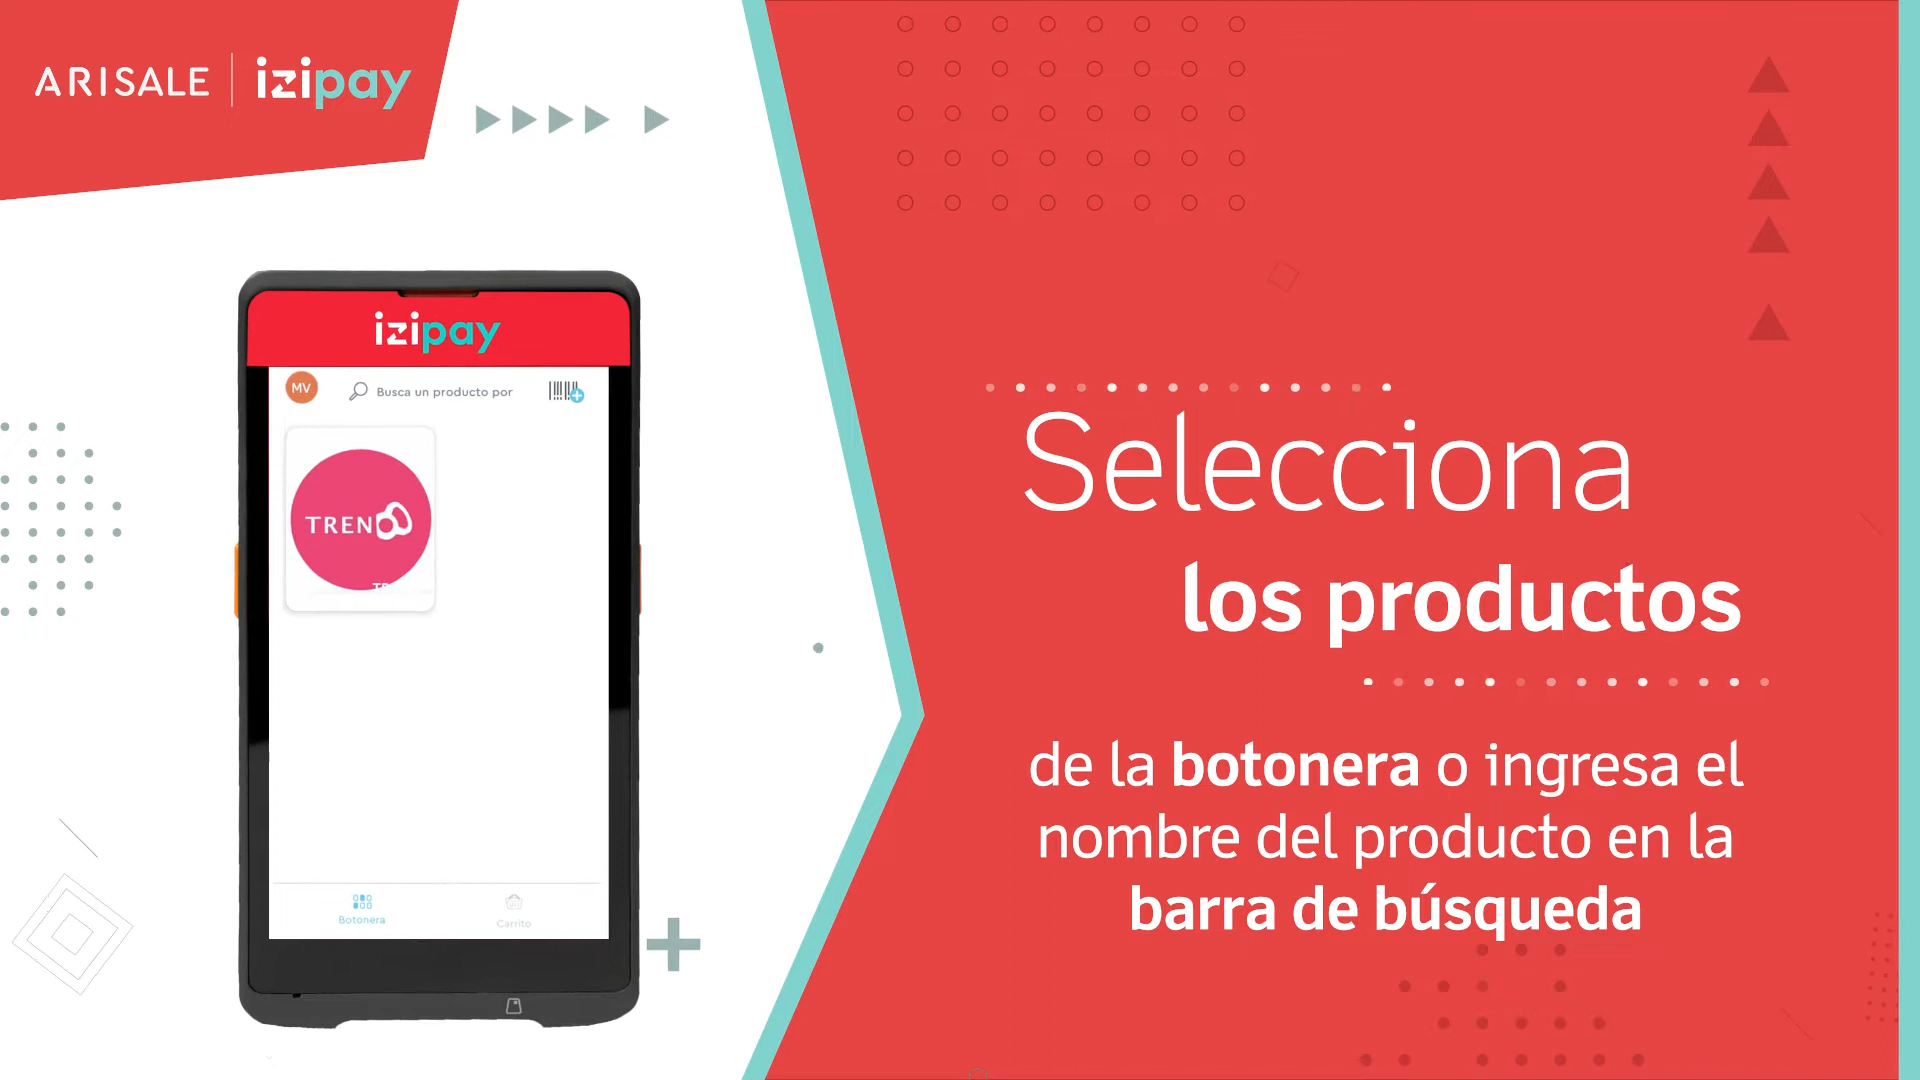 ARISALE | izipay
izipay
MV
Busca un producto por
TREND
Botonera
Carrito
Selecciona
los productos
de la botonera o ingresa el
nombre del producto en la
barra de búsqueda